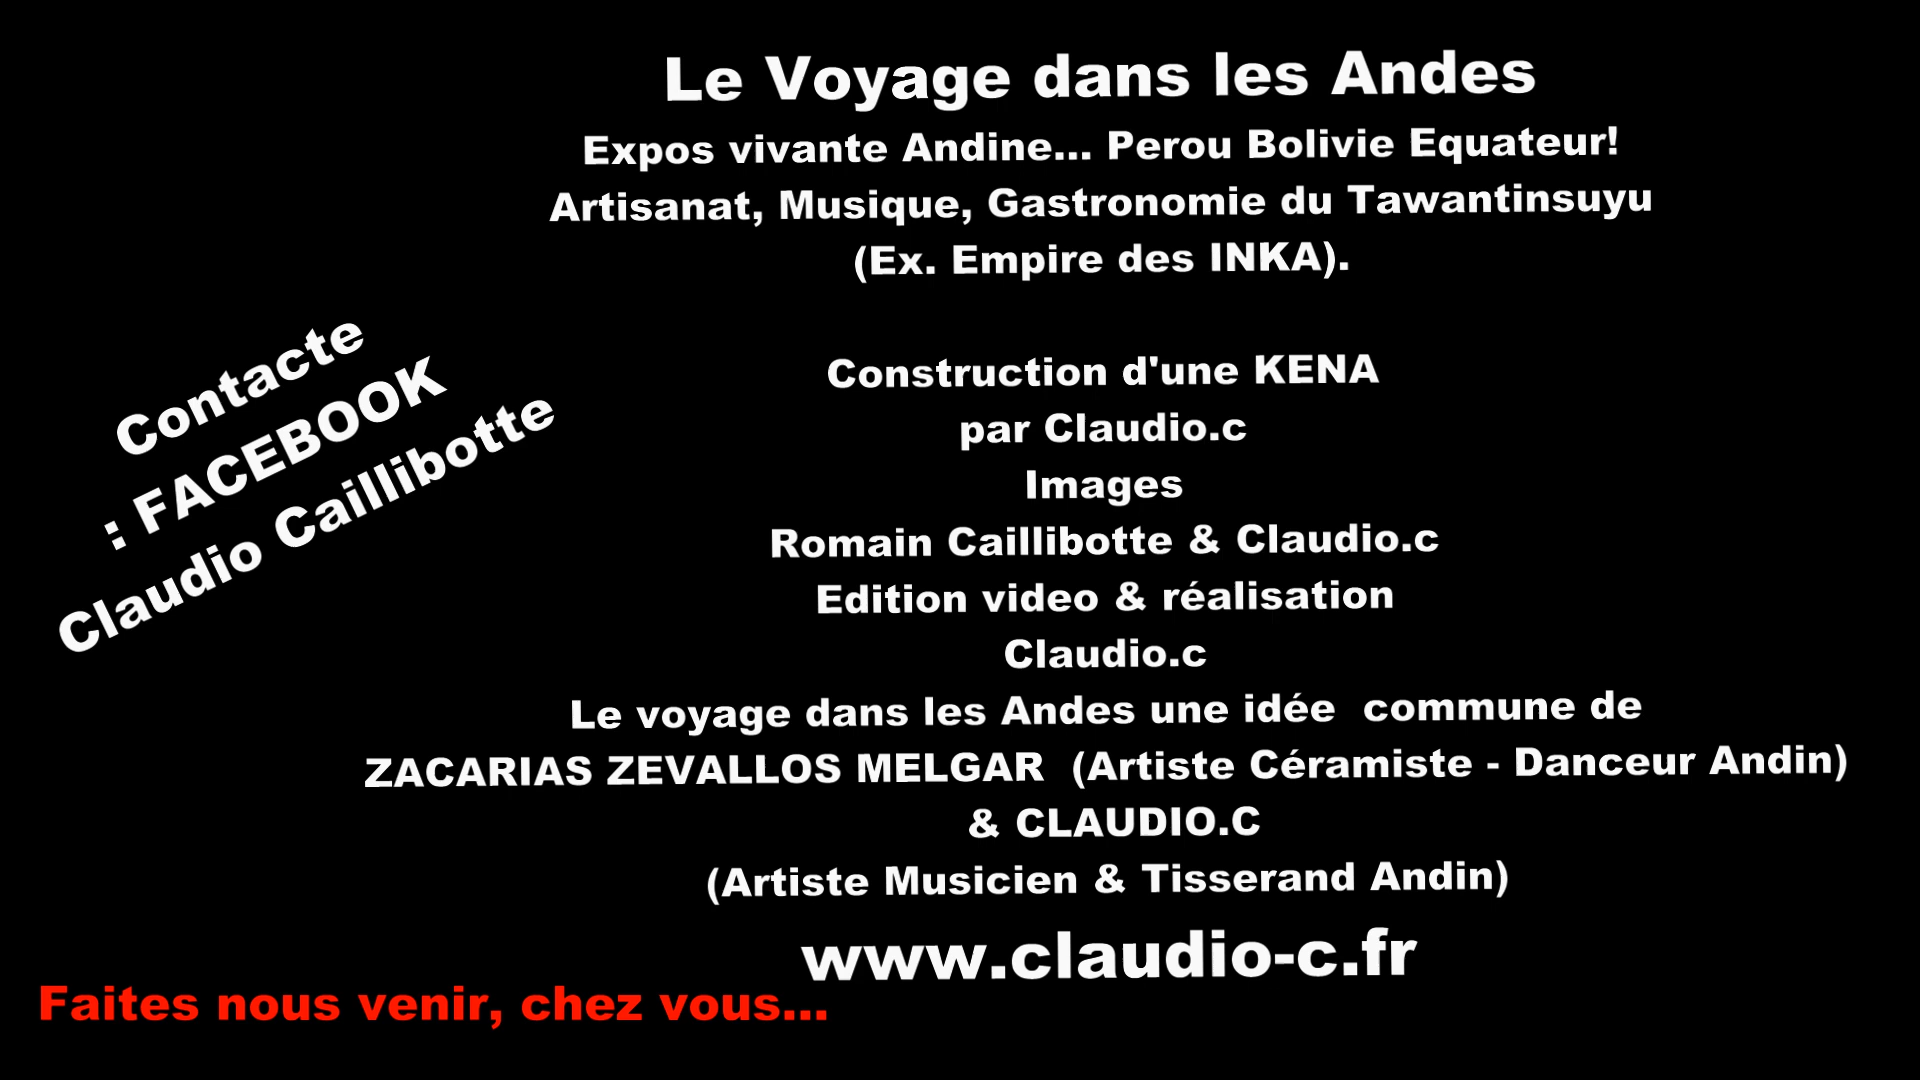 Le Voyage dans les Andes
Expos vivante Andine... Perou Bolivie Equateur!
Artisanat, Musique, Gastronomie du Tawantinsuyu
(Ex. Empire des INKA).
Contacte
: FACEBOOK
Claudio Caillibotte
Construction d'une KENA
par Claudio.c
Images
Romain Caillibotte & Claudio.c
Edition video & réalisation
Claudio.c
Le voyage dans les Andes une idée  commune de
ZACARIAS ZEVALLOS MELGAR  (Artiste Céramiste - Danceur Andin)
& CLAUDIO.C
(Artiste Musicien & Tisserand Andin)
www.claudio-c.fr
Faites nous venir, chez vous...